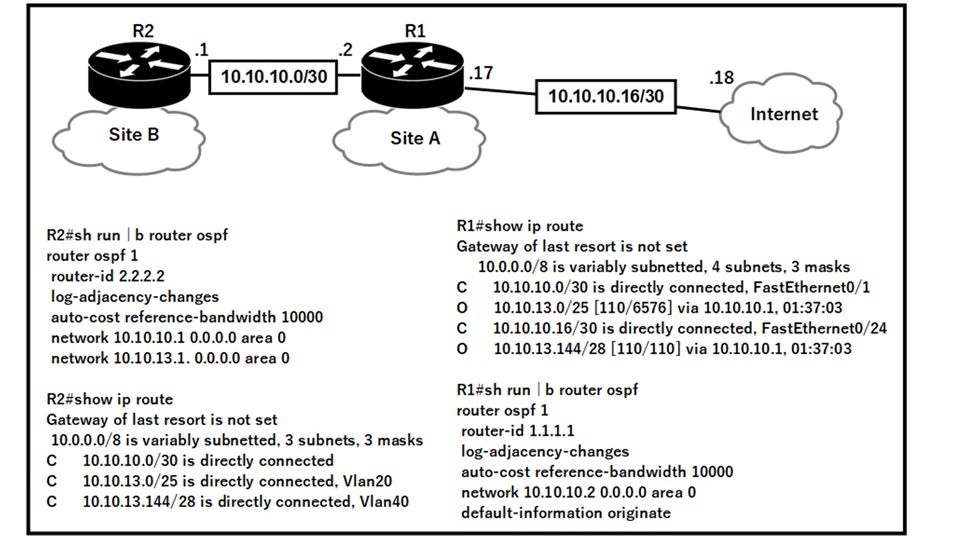 R2
R1
.1
10.10.10.0/30
.2
.17
10.10.10.16/30
.18
Internet
Site B
Site A
R2#sh run | b router ospf
router ospf 1
router-id 2.2.2.2
log-adjacency-changes
auto-cost reference-bandwidth 10000
network 10.10.10.1 0.0.0.0 area 0
network 10.10.13.1. 0.0.0.0 area 0
R2#show ip route
Gateway of last resort is not set
10.0.0.0/8 is variably subnetted, 3 subnets, 3 masks
C 10.10.10.0/30 is directly connected
C 10.10.13.0/25 is directly connected, Vlan20
C 10.10.13.144/28 is directly connected, Vlan40
R1#show ip route
Gateway of last resort is not set
10.0.0.0/8 is variably subnetted, 4 subnets, 3 masks
C 10.10.10.0/30 is directly connected, FastEthernet0/1
O 10.10.13.0/25 [110/6576] via 10.10.10.1, 01:37:03
C 10.10.10.16/30 is directly connected, FastEthernet0/24
O 10.10.13.144/28 [110/110] via 10.10.10.1, 01:37:03
R1#sh run | b router ospf
router ospf 1
router-id 1.1.1.1
log-adjacency-changes
auto-cost reference-bandwidth 10000
network 10.10.10.2 0.0.0.0 area 0
default-information originate